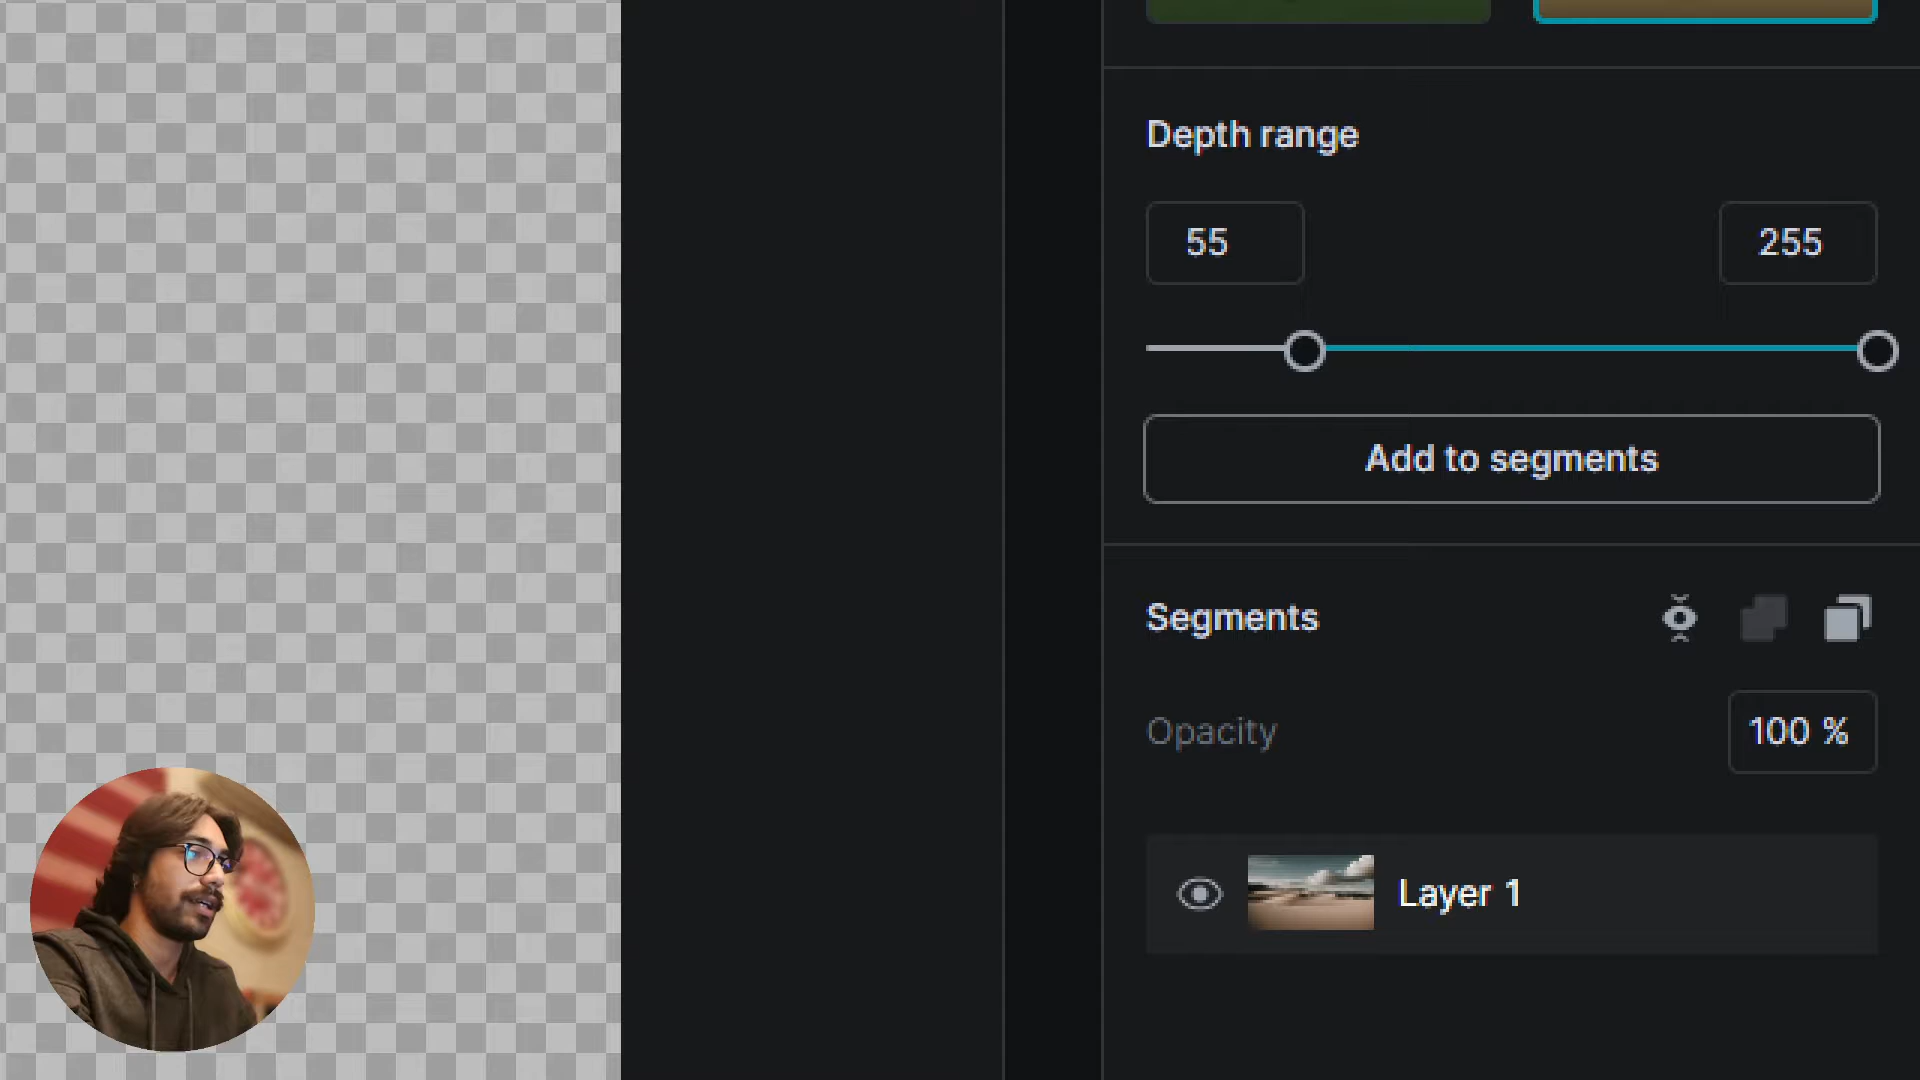 Depth range
55
255
Add to segments
Segments
Opacity
100 %
Layer 1